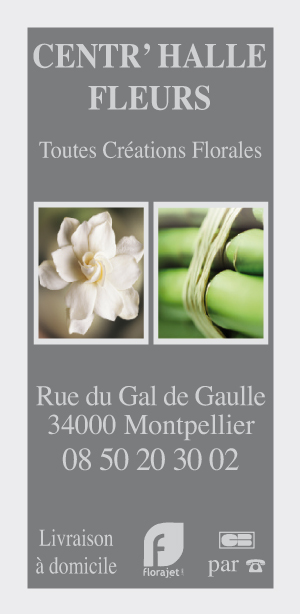 CENTR' HALLE
FLEURS
Toutes Créations Florales
Rue du Gal de Gaulle
34000 Montpellier
08 50 20 30 02
Livraison
à domicile
f
florajet
CB
par ☎